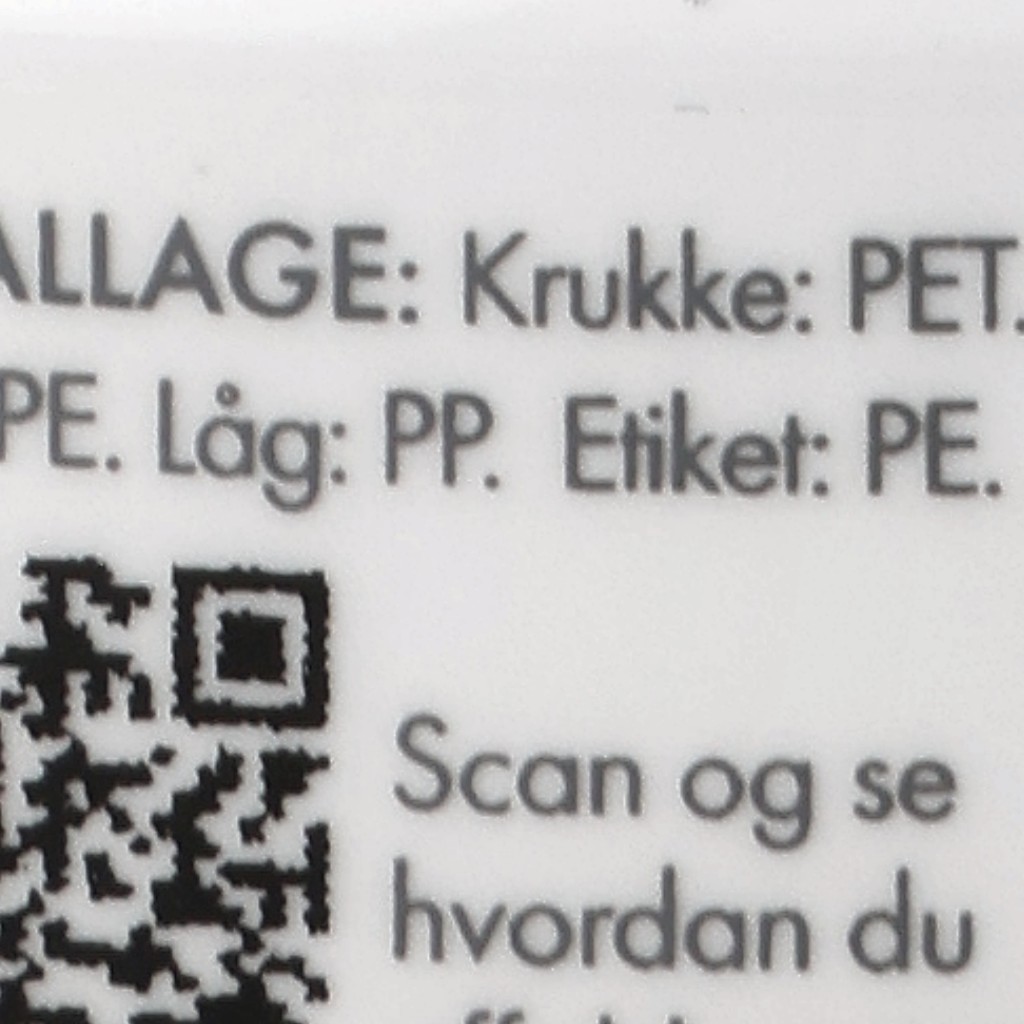 ALLAGE: Krukke: PET.
PE. Låg: PP. Etiket: PE.
Scan og se
hvordan du